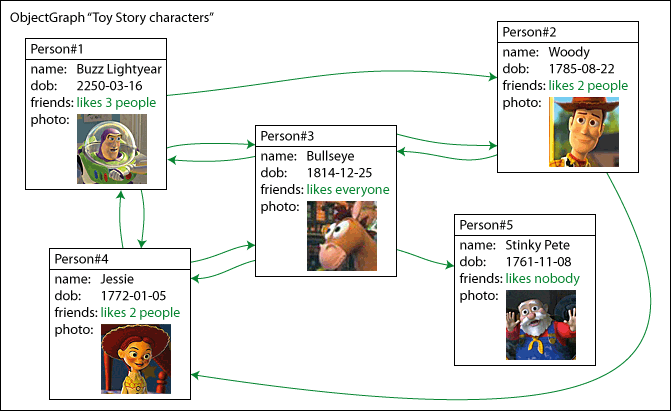 ObjectGraph “Toy Story characters”
Person#1
name: Buzz Lightyear
dob: 2250-03-16
friends: likes 3 people
photo:
Person#2
name: Woody
dob: 1785-08-22
friends: likes 2 people
photo:
Person#3
name: Bullseye
dob: 1814-12-25
friends: likes everyone
photo:
Person#4
name: Jessie
dob: 1772-01-05
friends: likes 2 people
photo:
Person#5
name: Stinky Pete
dob: 1761-11-08
friends: likes nobody
photo: